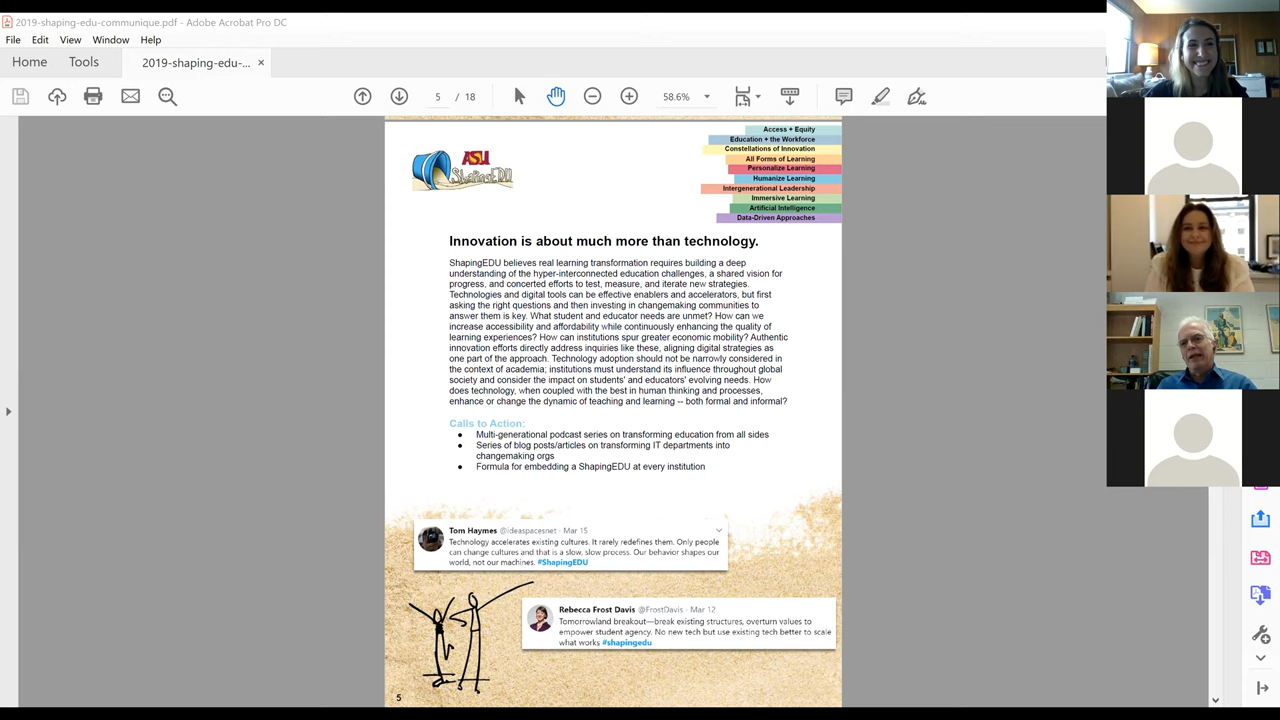 2019-shaping-edu-communique.pdf - Adobe Acrobat Pro DC
File Edit View Window Help
Home Tools 2019-shaping-edu-... ×
5 / 18 58.6%
Access + Equity
Education + the Workforce
Constellations of Innovation
All Forms of Learning
Personalize Learning
Humanize Learning
Intergenerational Leadership
Immersive Learning
Artificial Intelligence
Data-Driven Approaches
ASU
ShapingEDU
Innovation is about much more than technology.
ShapingEDU believes real learning transformation requires building a deep
understanding of the hyper-interconnected education challenges, a shared vision for
progress, and concerted efforts to test, measure, and iterate new strategies.
Technologies and digital tools can be effective enablers and accelerators, but first
asking the right questions and then investing in changemaking communities to
answer them is key. What student and educator needs are unmet? How can we
increase accessibility and affordability while continuously enhancing the quality of
learning experiences? How can institutions spur greater economic mobility? Authentic
innovation efforts directly address inquiries like these, aligning digital strategies as
one part of the approach. Technology adoption should not be narrowly considered in
the context of academia; institutions must understand its influence throughout global
society and consider the impact on students' and educators' evolving needs. How
does technology, when coupled with the best in human thinking and processes,
enhance or change the dynamic of teaching and learning -- both formal and informal?
Calls to Action:
● Multi-generational podcast series on transforming education from all sides
● Series of blog posts/articles on transforming IT departments into
changemaking orgs
● Formula for embedding a ShapingEDU at every institution
Tom Haymes @ideaspacesnet · Mar 15
Technology accelerates existing cultures. It rarely redefines them. Only people
can change cultures and that is a slow, slow process. Our behavior shapes our
world, not our machines. #ShapingEDU
Rebecca Frost Davis @FrostDavis · Mar 12
Tomorrowland breakout—break existing structures, overturn values to
empower student agency. No new tech but use existing tech better to scale
what works #shapingedu
5